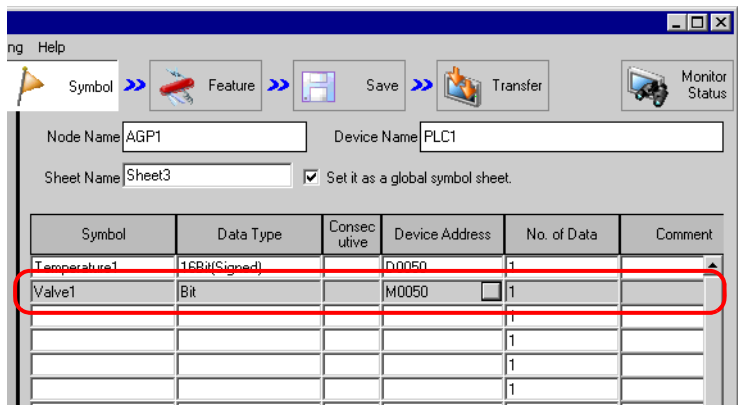 ng Help
Symbol Feature Save Transfer Monitor Status
Node Name AGP1 Device Name PLC1
Sheet Name Sheet3 Set it as a global symbol sheet.
Symbol Data Type Consecutive Device Address No. of Data Comment
Temperature1 16Bit(Signed) D0050 1
Valve1 Bit M0050 1
1
1
1
1